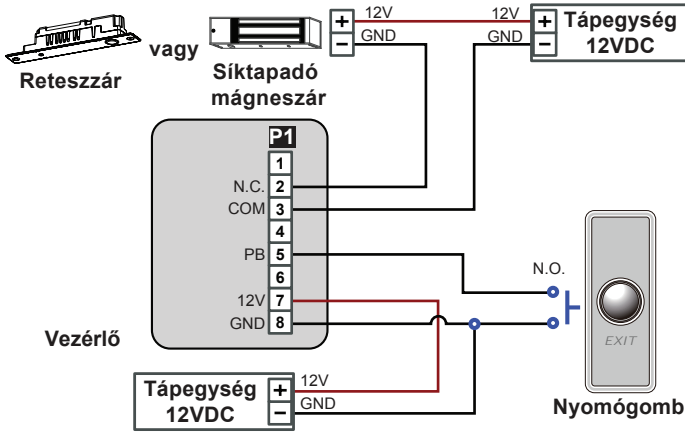 + 12V 12V + Tápegység
− GND GND − 12VDC
vagy
Reteszzár
Síktapadó
mágneszár
P1
1
N.C. 2
COM 3
4
PB 5
6
12V 7
GND 8
N.O.
EXIT
Vezérlő
Nyomógomb
Tápegység + 12V
12VDC − GND